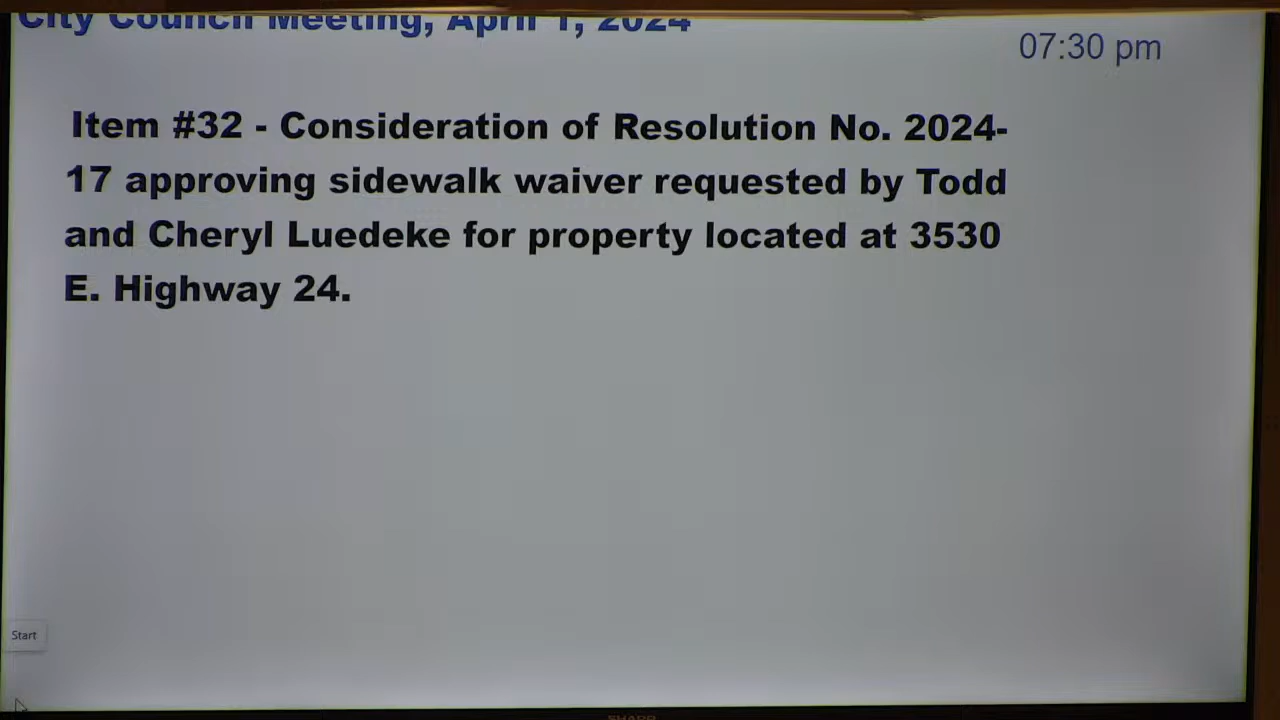 City Council Meeting, April 1, 2024
07:30 pm
Item #32 - Consideration of Resolution No. 2024-
17 approving sidewalk waiver requested by Todd
and Cheryl Luedeke for property located at 3530
E. Highway 24.
Start
SHARP